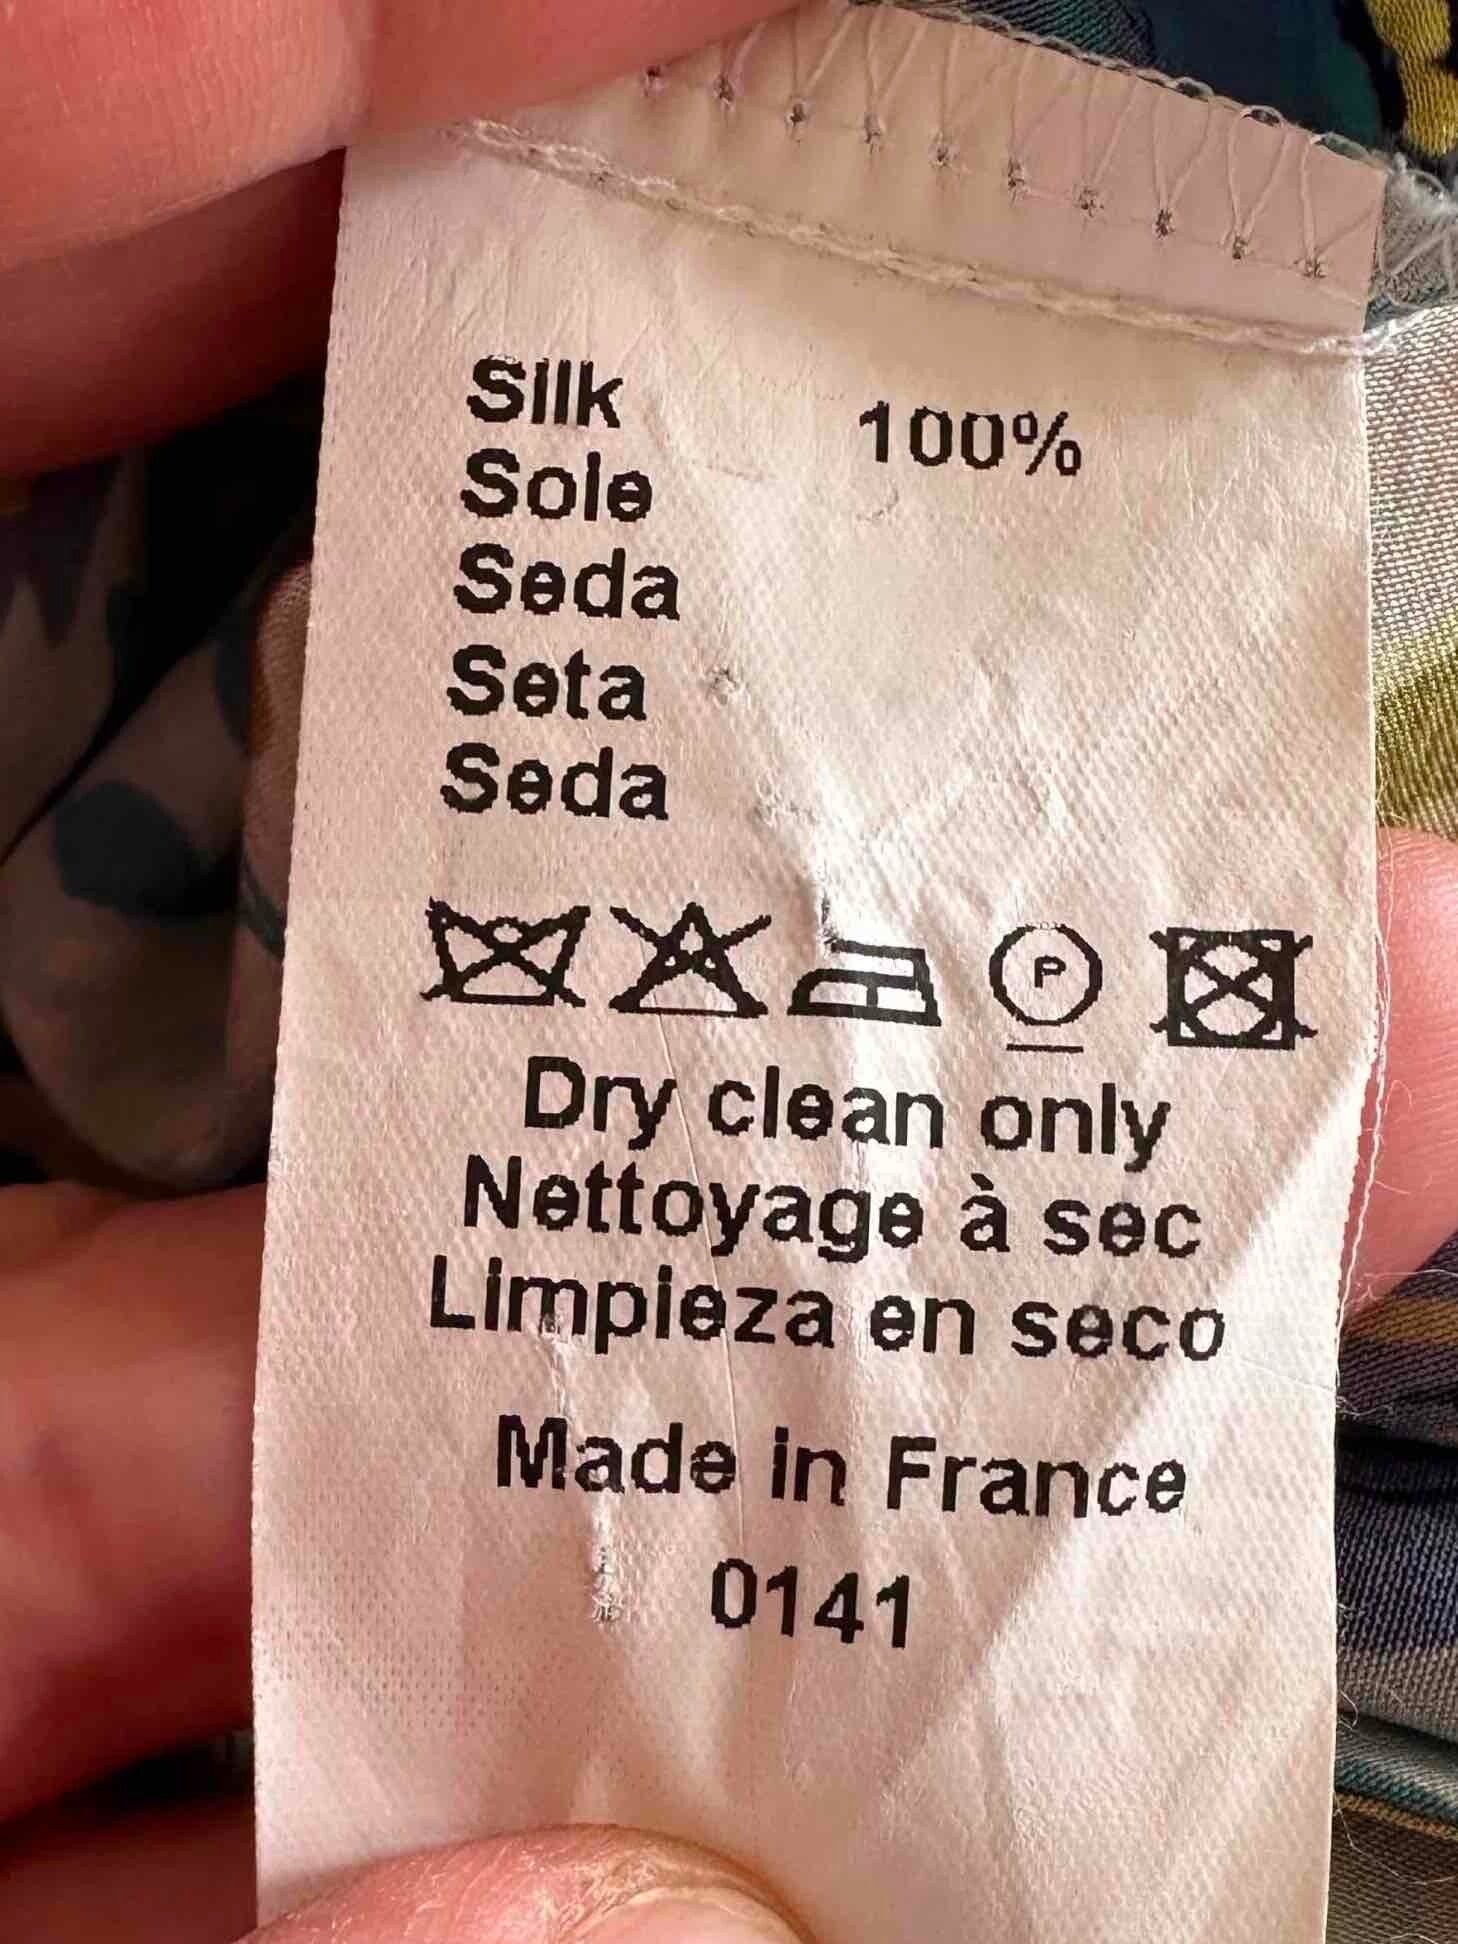 Silk 100%
Sole
Seda
Seta
Seda
P
Dry clean only
Nettoyage à sec
Limpieza en seco
Made in France
0141